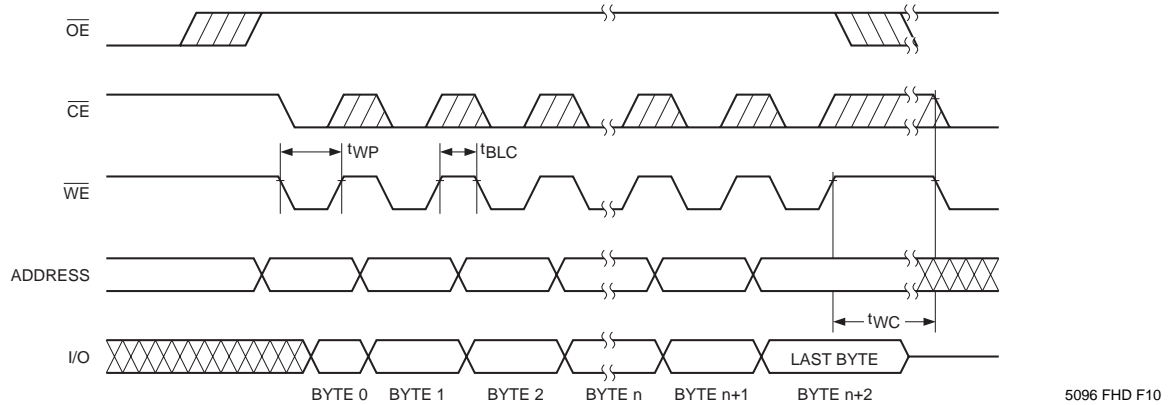 OE
CE
tWP
tBLC
WE
ADDRESS
tWC
I/O
LAST BYTE
BYTE 0 BYTE 1 BYTE 2 BYTE n BYTE n+1 BYTE n+2
5096 FHD F10